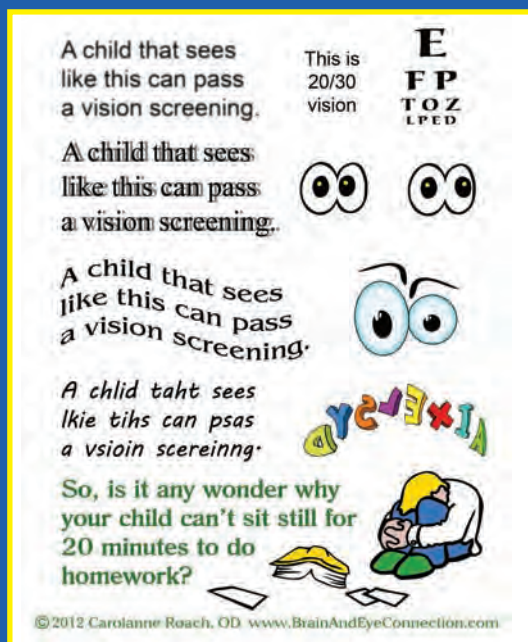 A child that sees
like this can pass
a vision screening.
This is
20/30
vision
E
F P
T O Z
L P E D
A child that sees
like this can pass
a vision screening.
A child that sees
like this can pass
a vision screening.
A chlid taht sees
lkie tihs can psas
a vsioin scereinng.
DYSLEXIA
So, is it any wonder why
your child can't sit still for
20 minutes to do
homework?
©2012 Carolanne Roach, OD www.BrainAndEyeConnection.com